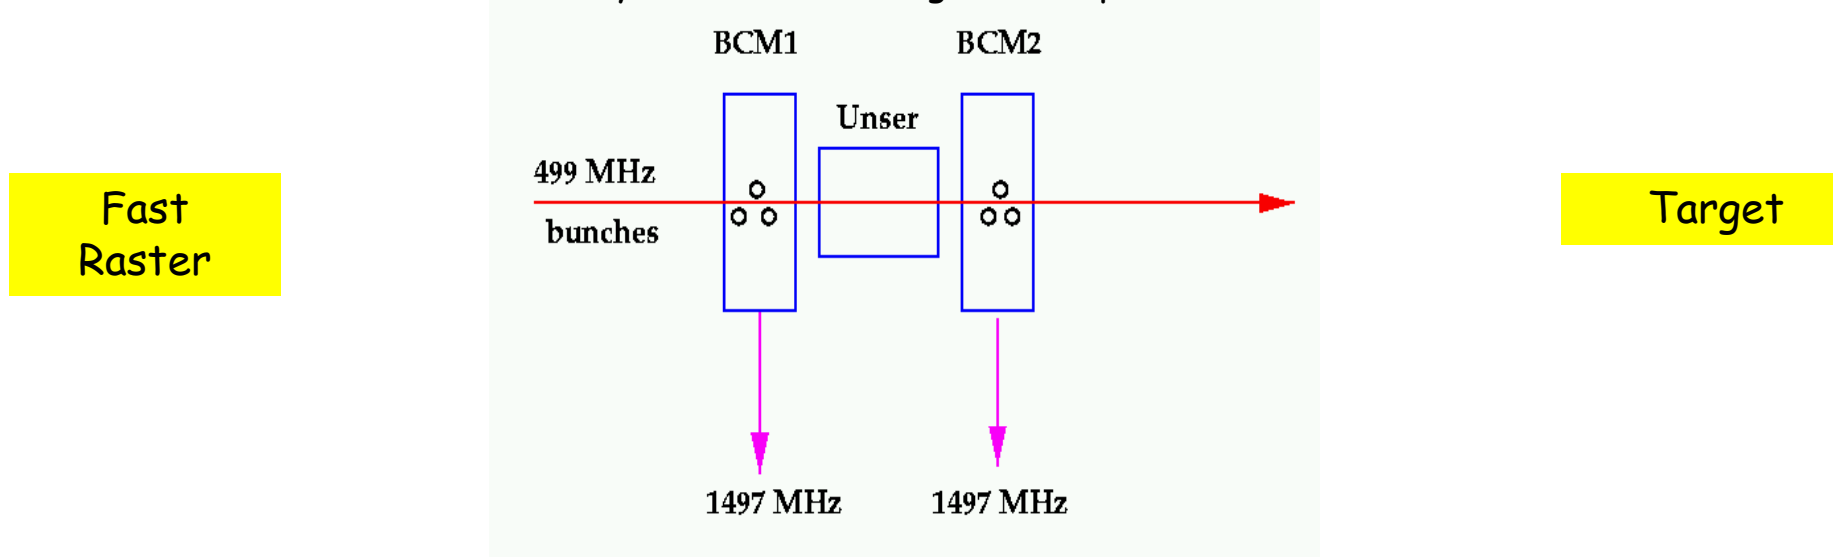 BCM1
BCM2
Unser
499 MHz
bunches
Fast
Raster
Target
1497 MHz
1497 MHz